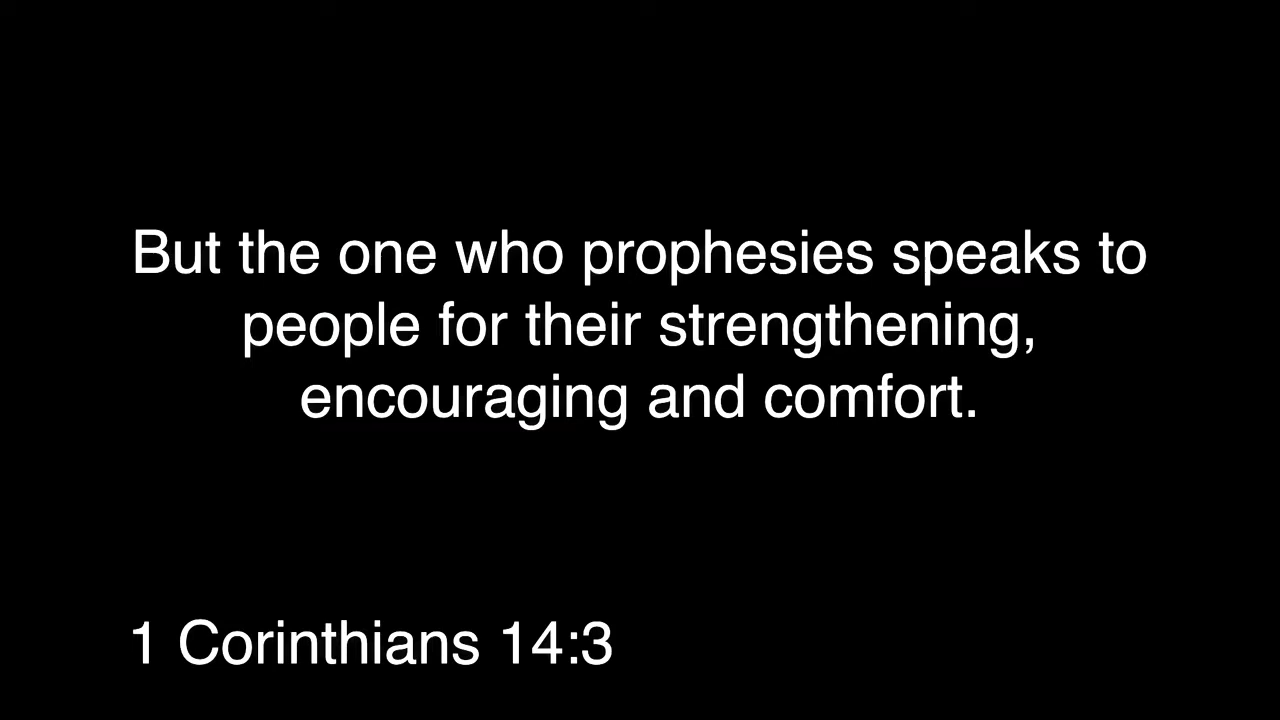 But the one who prophesies speaks to
people for their strengthening,
encouraging and comfort.
1 Corinthians 14:3